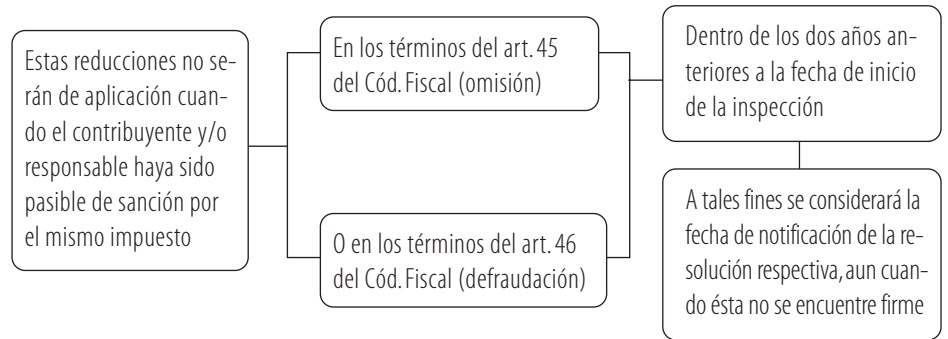 Estas reducciones no se-
rán de aplicación cuan-
do el contribuyente y/o
responsable haya sido
pasible de sanción por
el mismo impuesto
En los términos del art. 45
del Cód. Fiscal (omisión)
O en los términos del art. 46
del Cód. Fiscal (defraudación)
Dentro de los dos años an-
teriores a la fecha de inicio
de la inspección
A tales fines se considerará la
fecha de notificación de la re-
solución respectiva, aun cuan-
do ésta no se encuentre firme